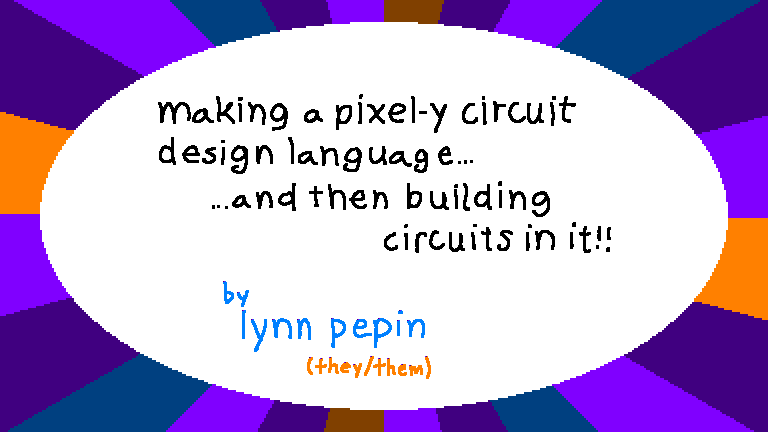 making a pixel-y circuit
design language...
...and then building
circuits in it!!
by
lynn pepin
(they/them)